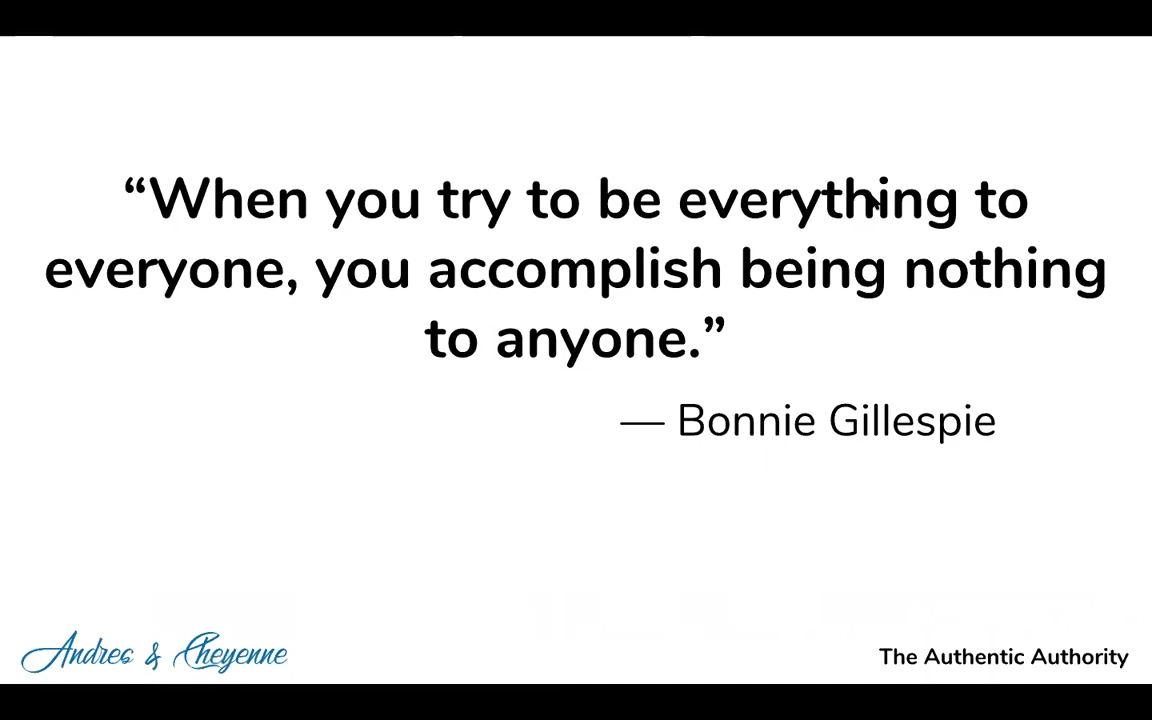 “When you try to be everything to
everyone, you accomplish being nothing
to anyone.”
— Bonnie Gillespie
Andres & Cheyenne
The Authentic Authority